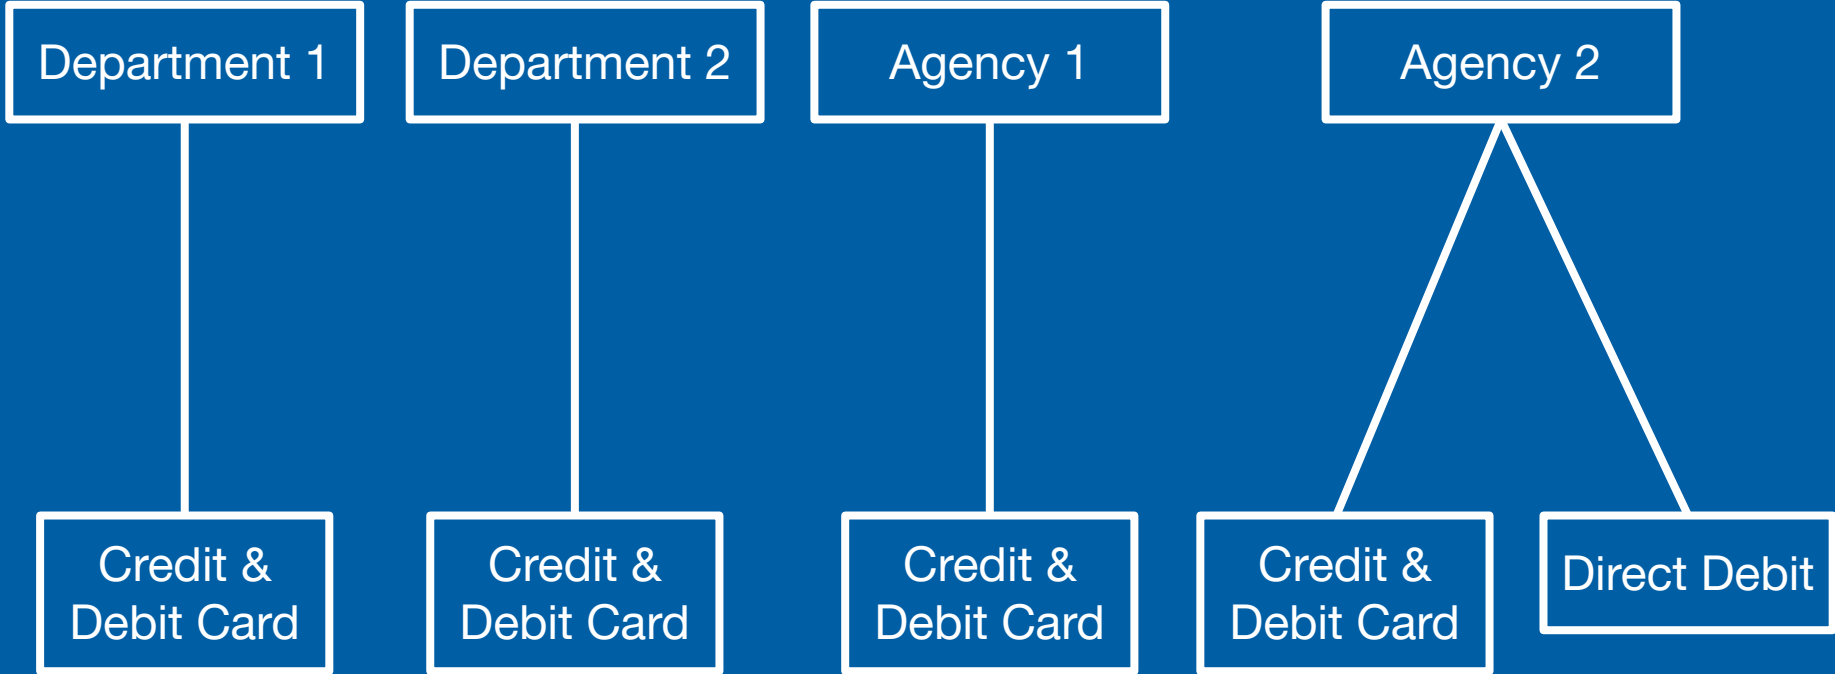 Department 1
Department 2
Agency 1
Agency 2
Credit &
Debit Card
Credit &
Debit Card
Credit &
Debit Card
Credit &
Debit Card
Direct Debit